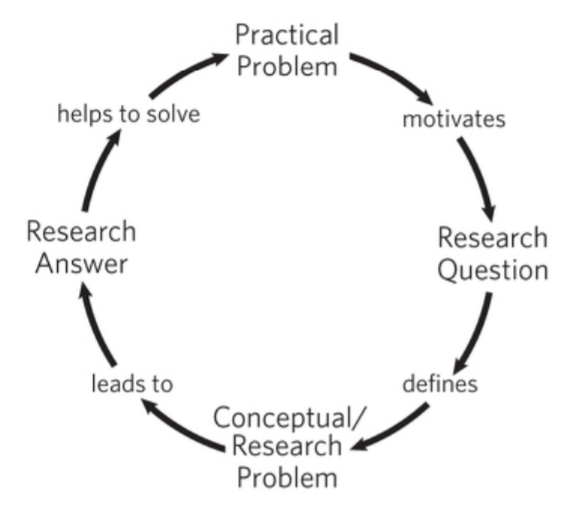 Practical
Problem
motivates
Research
Question
defines
Conceptual/
Research
Problem
leads to
Research
Answer
helps to solve